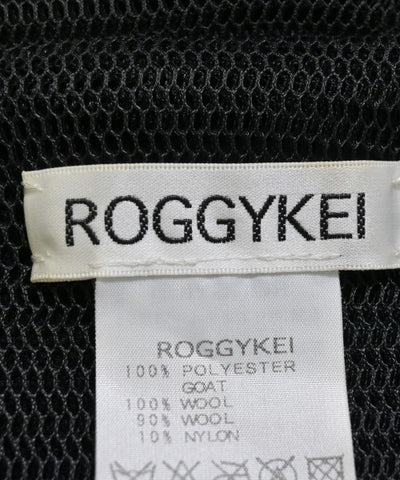 ROGGYKEI
ROGGYKEI
100% POLYESTER
GOAT
100% WOOL
90% WOOL
10% NYLON